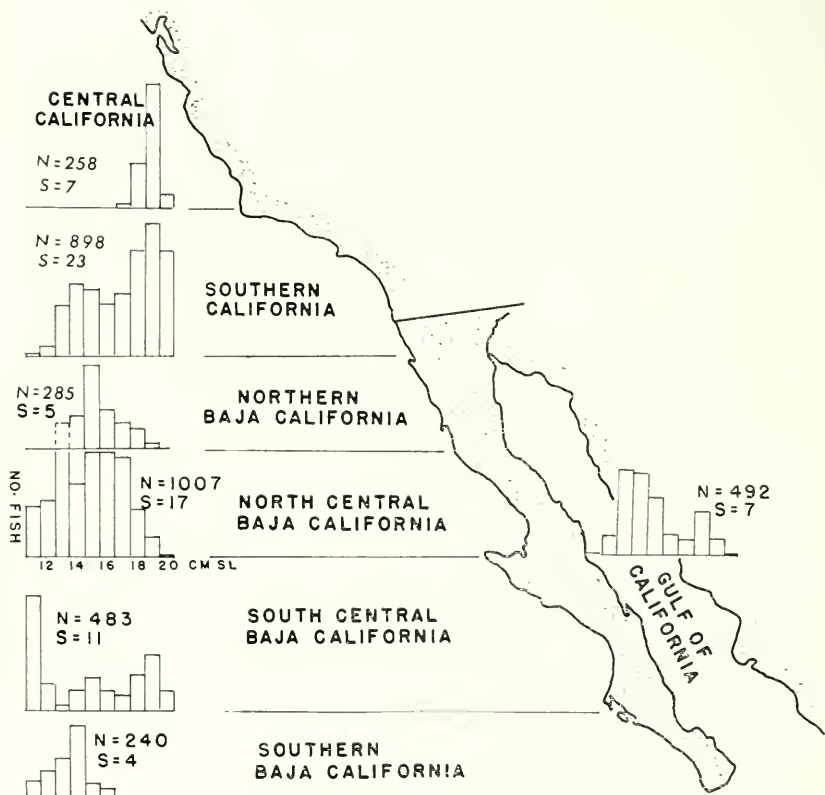 CENTRAL
CALIFORNIA
N=258
S=7
N=898
S=23
SOUTHERN
CALIFORNIA
N=285
S=5
NORTHERN
BAJA CALIFORNIA
NO. FISH
N=1007
S=17
NORTH CENTRAL
BAJA CALIFORNIA
N=492
S=7
12 14 16 18 20 CM SL
GULF OF
CALIFORNIA
N=483
S=11
SOUTH CENTRAL
BAJA CALIFORNIA
N=240
S=4
SOUTHERN
BAJA CALIFORNIA